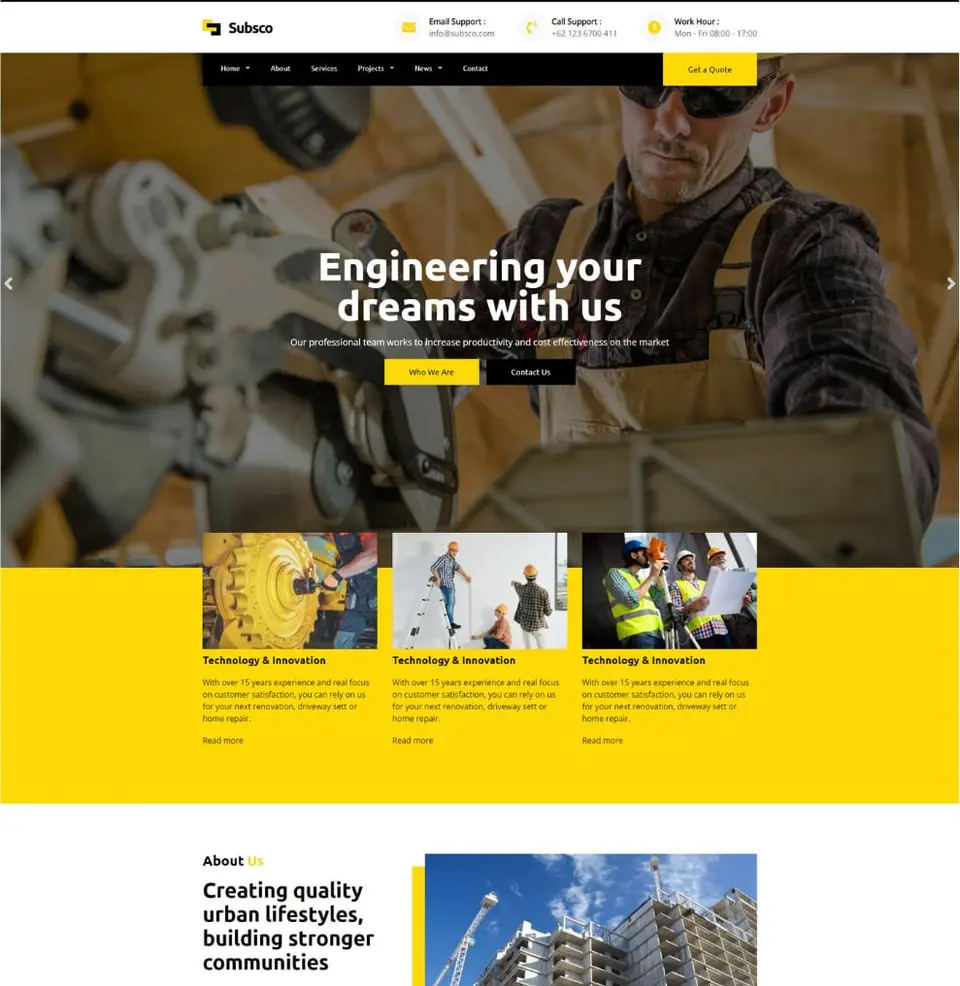 Subsco
Email Support :
info@subsco.com
Call Support :
+62 123 6700 411
Work Hour :
Mon - Fri 08:00 - 17:00
Home
About
Services
Projects
News
Contact
Get a Quote
Engineering your
dreams with us
Our professional team works to increase productivity and cost effectiveness on the market
Who We Are
Contact Us
Technology & Innovation
With over 15 years experience and real focus
on customer satisfaction, you can rely on us
for your next renovation, driveway sett or
home repair.
Read more
Technology & Innovation
With over 15 years experience and real focus
on customer satisfaction, you can rely on us
for your next renovation, driveway sett or
home repair.
Read more
Technology & Innovation
With over 15 years experience and real focus
on customer satisfaction, you can rely on us
for your next renovation, driveway sett or
home repair.
Read more
About Us
Creating quality
urban lifestyles,
building stronger
communities